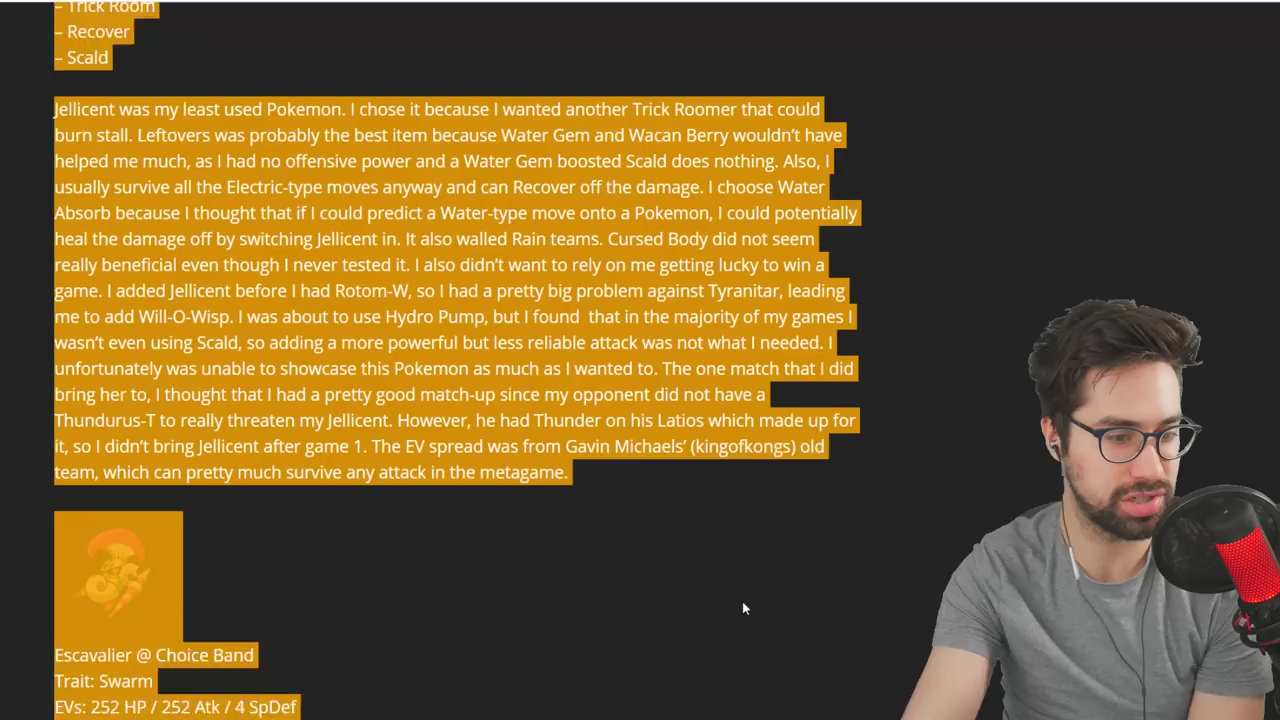 – Trick Room
– Recover
– Scald
Jellicent was my least used Pokemon. I chose it because I wanted another Trick Roomer that could
burn stall. Leftovers was probably the best item because Water Gem and Wacan Berry wouldn’t have
helped me much, as I had no offensive power and a Water Gem boosted Scald does nothing. Also, I
usually survive all the Electric-type moves anyway and can Recover off the damage. I choose Water
Absorb because I thought that if I could predict a Water-type move onto a Pokemon, I could potentially
heal the damage off by switching Jellicent in. It also walled Rain teams. Cursed Body did not seem
really beneficial even though I never tested it. I also didn’t want to rely on me getting lucky to win a
game. I added Jellicent before I had Rotom-W, so I had a pretty big problem against Tyranitar, leading
me to add Will-O-Wisp. I was about to use Hydro Pump, but I found  that in the majority of my games I
wasn’t even using Scald, so adding a more powerful but less reliable attack was not what I needed. I
unfortunately was unable to showcase this Pokemon as much as I wanted to. The one match that I did
bring her to, I thought that I had a pretty good match-up since my opponent did not have a
Thundurus-T to really threaten my Jellicent. However, he had Thunder on his Latios which made up for
it, so I didn’t bring Jellicent after game 1. The EV spread was from Gavin Michaels’ (kingofkongs) old
team, which can pretty much survive any attack in the metagame.
Escavalier @ Choice Band
Trait: Swarm
EVs: 252 HP / 252 Atk / 4 SpDef